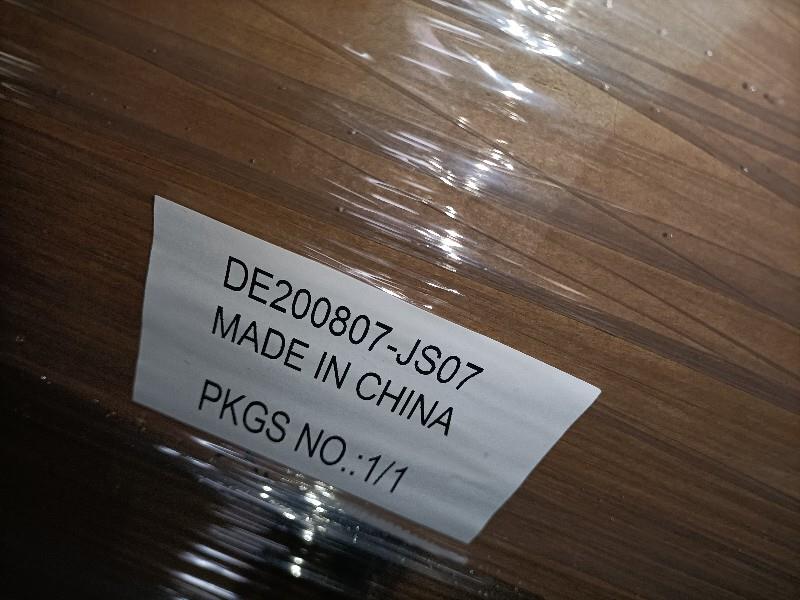 DE200807-JS07
MADE IN CHINA
PKGS NO.:1/1